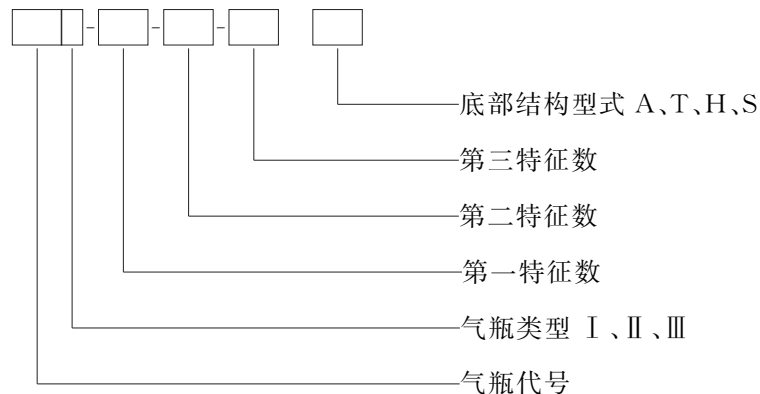 底部结构型式 A、T、H、S
第三特征数
第二特征数
第一特征数
气瓶类型 Ⅰ、Ⅱ、Ⅲ
气瓶代号